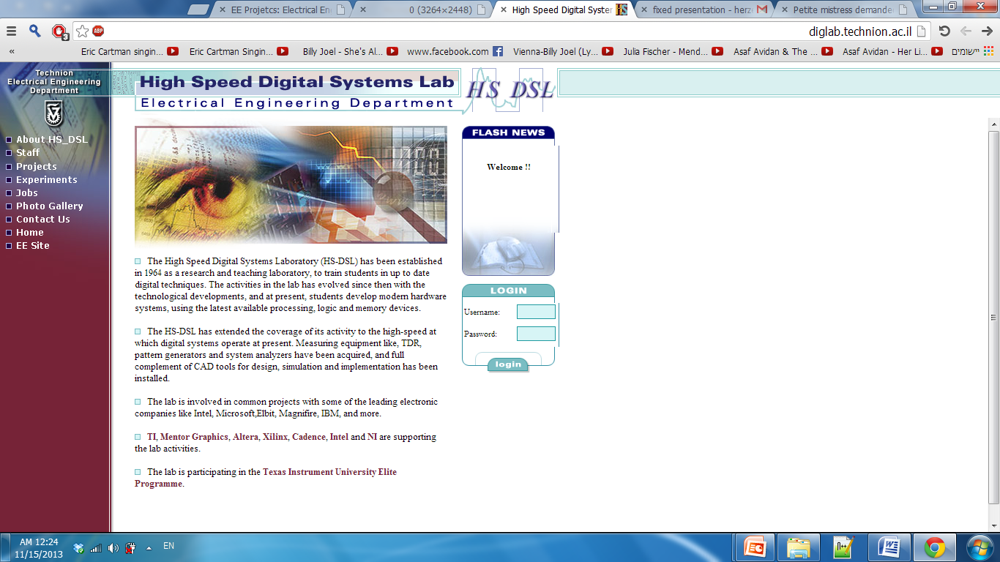 EE Projetcs: Electrical En
0 (3264×2448)
High Speed Digital System
fixed presentation - herz
Petite mistress demande
3
ABP
diglab.technion.ac.il
«
Eric Cartman singin...
Eric Cartman Singin...
Billy Joel - She's Al...
www.facebook.com
Vienna-Billy Joel (Ly...
Julia Fischer - Mend...
Asaf Avidan & The ...
Asaf Avidan - Her Li...
יישומים
Technion
Electrical Engineering
Department
High Speed Digital Systems Lab
Electrical Engineering Department
HS DSL
About HS_DSL
Staff
Projects
Experiments
Jobs
Photo Gallery
Contact Us
Home
EE Site
The High Speed Digital Systems Laboratory (HS-DSL) has been established
in 1964 as a research and teaching laboratory, to train students in up to date
digital techniques. The activities in the lab has evolved since then with the
technological developments, and at present, students develop modern hardware
systems, using the latest available processing, logic and memory devices.
The HS-DSL has extended the coverage of its activity to the high-speed at
which digital systems operate at present. Measuring equipment like, TDR,
pattern generators and system analyzers have been acquired, and full
complement of CAD tools for design, simulation and implementation has been
installed.
The lab is involved in common projects with some of the leading electronic
companies like Intel, Microsoft,Elbit, Magnifire, IBM, and more.
TI, Mentor Graphics, Altera, Xilinx, Cadence, Intel and NI are supporting
the lab activities.
The lab is participating in the Texas Instrument University Elite
Programme.
FLASH NEWS
Welcome !!
LOGIN
Username:
Password:
login
AM 12:24
11/15/2013
EN